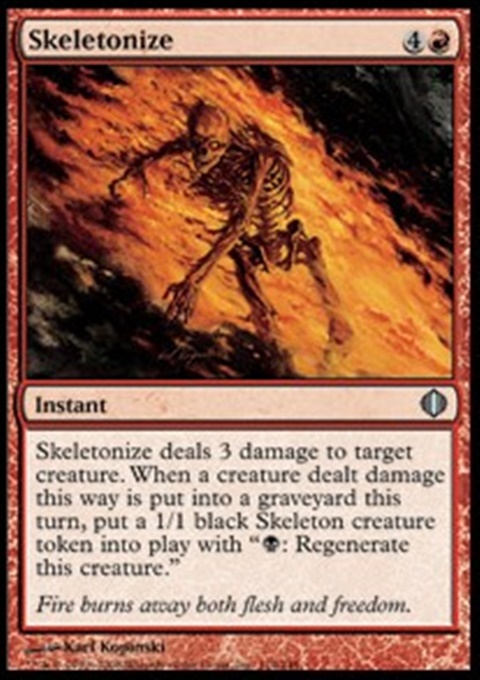 Skeletonize 4
Instant
Skeletonize deals 3 damage to target
creature. When a creature dealt damage
this way is put into a graveyard this
turn, put a 1/1 black Skeleton creature
token into play with “: Regenerate
this creature.”
Fire burns away both flesh and freedom.
Karl Kopinski